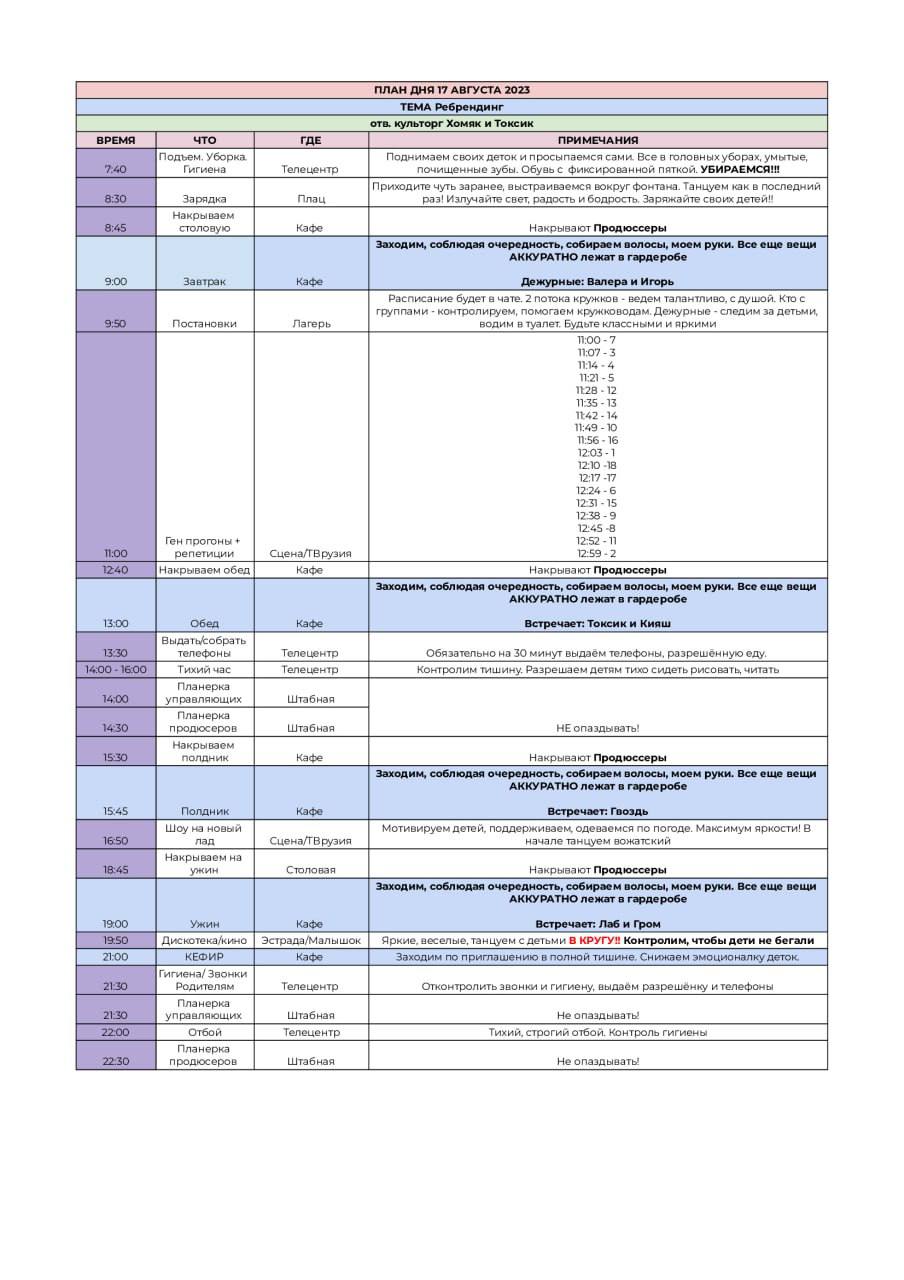 ПЛАН ДНЯ 17 АВГУСТА 2023
ТЕМА Ребрендинг
отв. культорг Хомяк и Токсик
ВРЕМЯ ЧТО ГДЕ ПРИМЕЧАНИЯ
Подъем. Уборка. Поднимаем своих деток и просыпаемся сами. Все в головных уборах, умытые,
7:40 Гигиена Телецентр почищенные зубы. Обувь с фиксированной пяткой. УБИРАЕМСЯ!!!
Приходите чуть заранее, выстраиваемся вокруг фонтана. Танцуем как в последний
8:30 Зарядка Плац раз! Излучайте свет, радость и бодрость. Заряжайте своих детей!!
Накрываем
8:45 столовую Кафе Накрывают Продюссеры
Заходим, соблюдая очередность, собираем волосы, моем руки. Все еще вещи
АККУРАТНО лежат в гардеробе
9:00 Завтрак Кафе Дежурные: Валера и Игорь
Расписание будет в чате. 2 потока кружков - ведем талантливо, с душой. Кто с
группами - контролируем, помогаем кружководам. Дежурные - следим за детьми,
9:50 Постановки Лагерь водим в туалет. Будьте классными и яркими
11:00 - 7
11:07 - 3
11:14 - 4
11:21 - 5
11:28 - 12
11:35 - 13
11:42 - 14
11:49 - 10
11:56 - 16
12:03 - 1
12:10 -18
12:17 -17
12:24 - 6
12:31 - 15
12:38 - 9
12:45 -8
Ген прогоны + 12:52 - 11
11:00 репетиции Сцена/ТВрузия 12:59 - 2
12:40 Накрываем обед Кафе Накрывают Продюссеры
Заходим, соблюдая очередность, собираем волосы, моем руки. Все еще вещи
АККУРАТНО лежат в гардеробе
13:00 Обед Кафе Встречает: Токсик и Кияш
Выдать/собрать
13:30 телефоны Телецентр Обязательно на 30 минут выдаём телефоны, разрешённую еду.
14:00 - 16:00 Тихий час Телецентр Контролим тишину. Разрешаем детям тихо сидеть рисовать, читать
Планерка
14:00 управляющих Штабная
Планерка
14:30 продюсеров Штабная НЕ опаздывать!
Накрываем
15:30 полдник Кафе Накрывают Продюссеры
Заходим, соблюдая очередность, собираем волосы, моем руки. Все еще вещи
АККУРАТНО лежат в гардеробе
15:45 Полдник Кафе Встречает: Гвоздь
Шоу на новый Мотивируем детей, поддерживаем, одеваемся по погоде. Максимум яркости! В
16:50 лад Сцена/ТВрузия начале танцуем вожатский
Накрываем на
18:45 ужин Столовая Накрывают Продюссеры
Заходим, соблюдая очередность, собираем волосы, моем руки. Все еще вещи
АККУРАТНО лежат в гардеробе
19:00 Ужин Кафе Встречает: Лаб и Гром
19:50 Дискотека/кино Эстрада/Малышок Яркие, веселые, танцуем с детьми В КРУГУ!! Контролим, чтобы дети не бегали
21:00 КЕФИР Кафе Заходим по приглашению в полной тишине. Снижаем эмоционалку деток.
Гигиена/ Звонки
21:30 Родителям Телецентр Отконтролить звонки и гигиену, выдаём разрешёнку и телефоны
Планерка
21:30 управляющих Штабная Не опаздывать!
22:00 Отбой Телецентр Тихий, строгий отбой. Контроль гигиены
Планерка
22:30 продюсеров Штабная Не опаздывать!